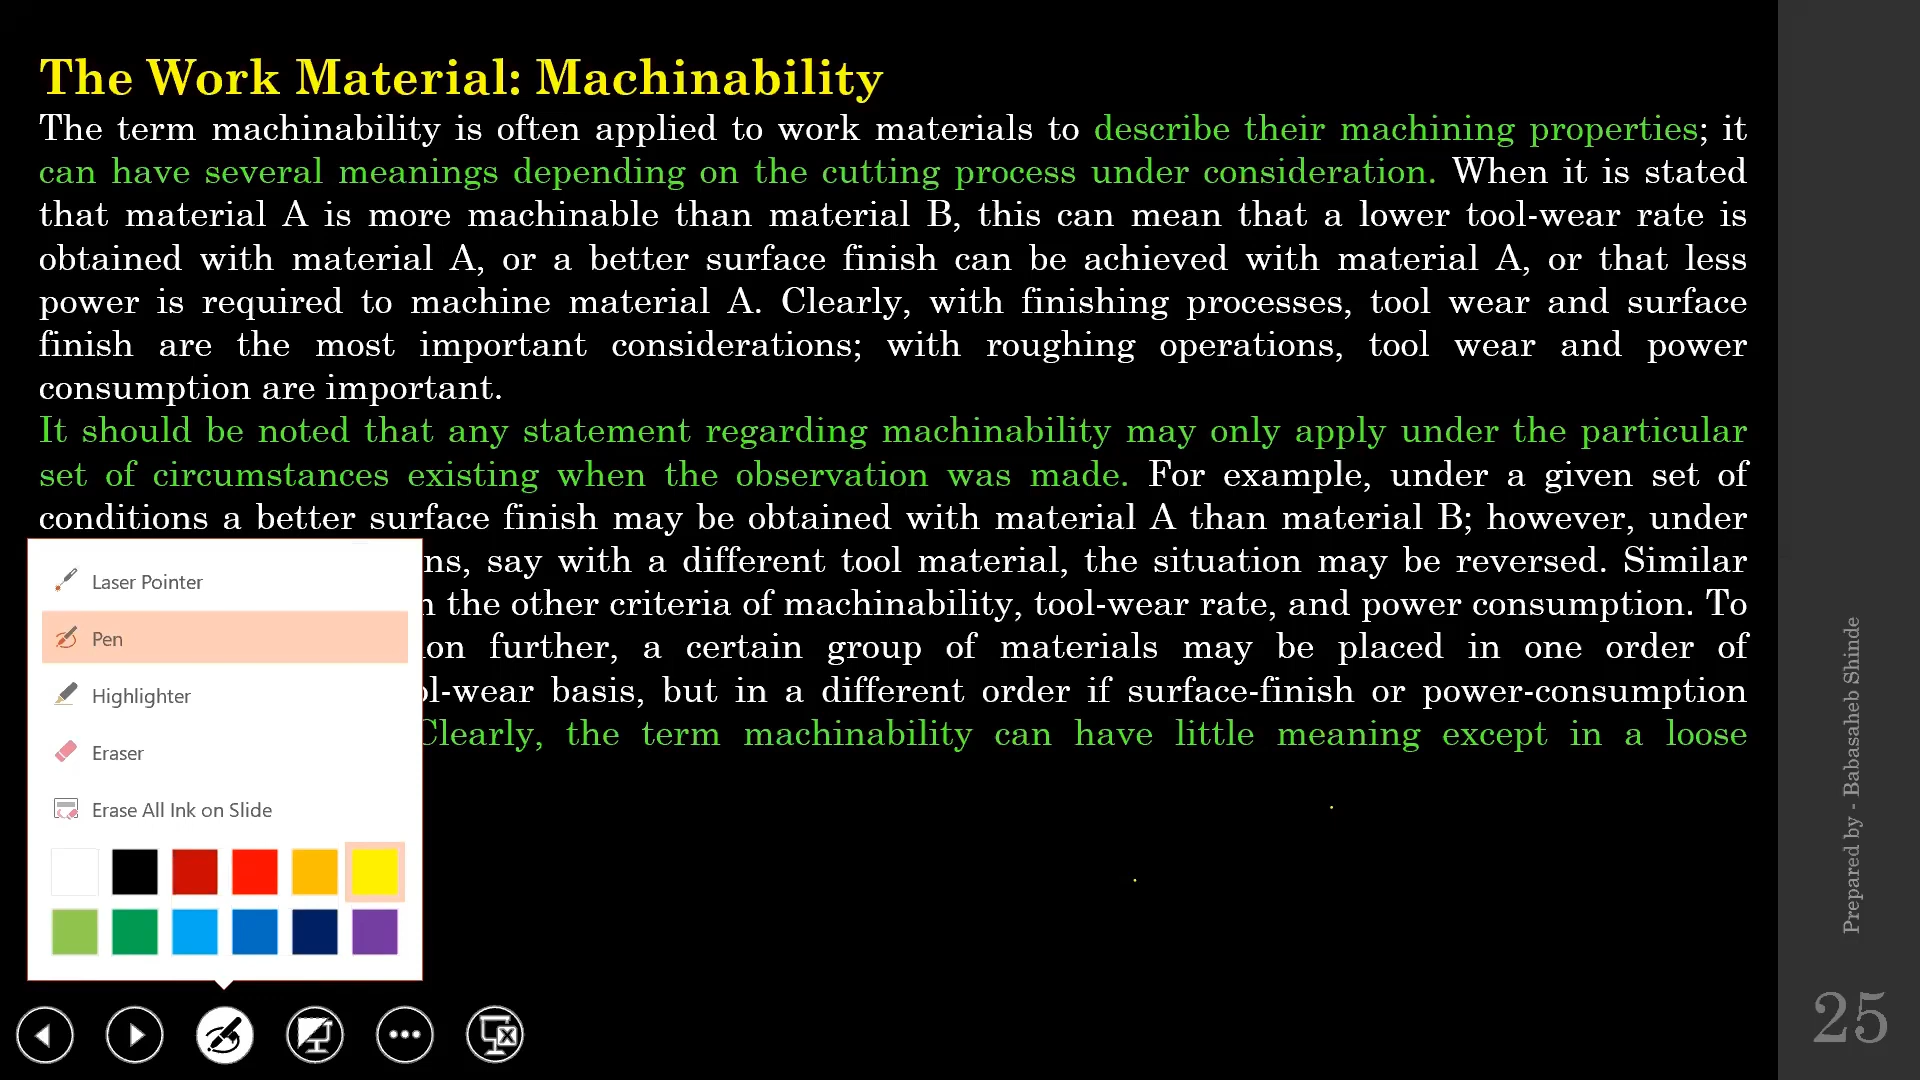 The Work Material: Machinability
The term machinability is often applied to work materials to describe their machining properties; it
can have several meanings depending on the cutting process under consideration. When it is stated
that material A is more machinable than material B, this can mean that a lower tool-wear rate is
obtained with material A, or a better surface finish can be achieved with material A, or that less
power is required to machine material A. Clearly, with finishing processes, tool wear and surface
finish are the most important considerations; with roughing operations, tool wear and power
consumption are important.
It should be noted that any statement regarding machinability may only apply under the particular
set of circumstances existing when the observation was made. For example, under a given set of
conditions a better surface finish may be obtained with material A than material B; however, under
say with a different tool material, the situation may be reversed. Similar
the other criteria of machinability, tool-wear rate, and power consumption. To
further, a certain group of materials may be placed in one order of
basis, but in a different order if surface-finish or power-consumption
Clearly, the term machinability can have little meaning except in a loose
Laser Pointer
Pen
Highlighter
Eraser
Erase All Ink on Slide
Prepared by - Babasaheb Shinde
25